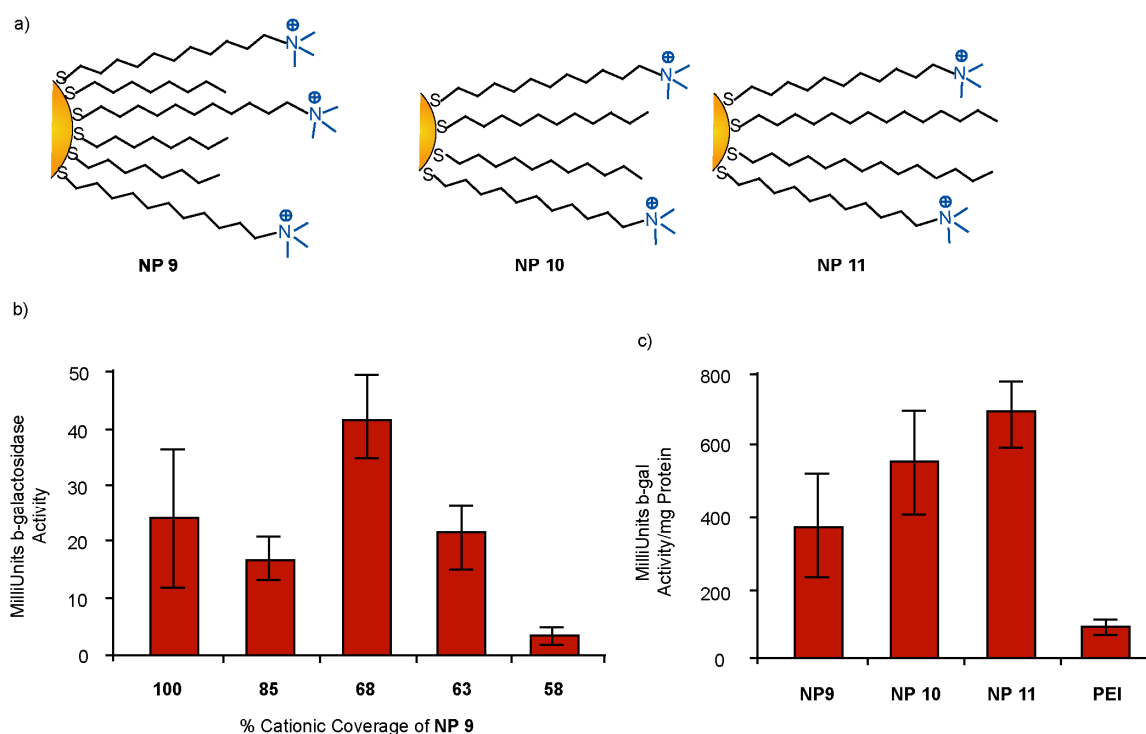 a)
⊕ N
S
S
S ⊕ N
S
S
S
⊕ N
NP 9
⊕ N
S
S
S
S
⊕ N
NP 10
⊕ N
S
S
S
S
⊕ N
NP 11
b)
MilliUnits b-galactosidase
Activity
50
40
30
20
10
0
100 85 68 63 58
% Cationic Coverage of NP 9
c)
MilliUnits b-gal
Activity/mg Protein
800
600
400
200
0
NP9 NP 10 NP 11 PEI